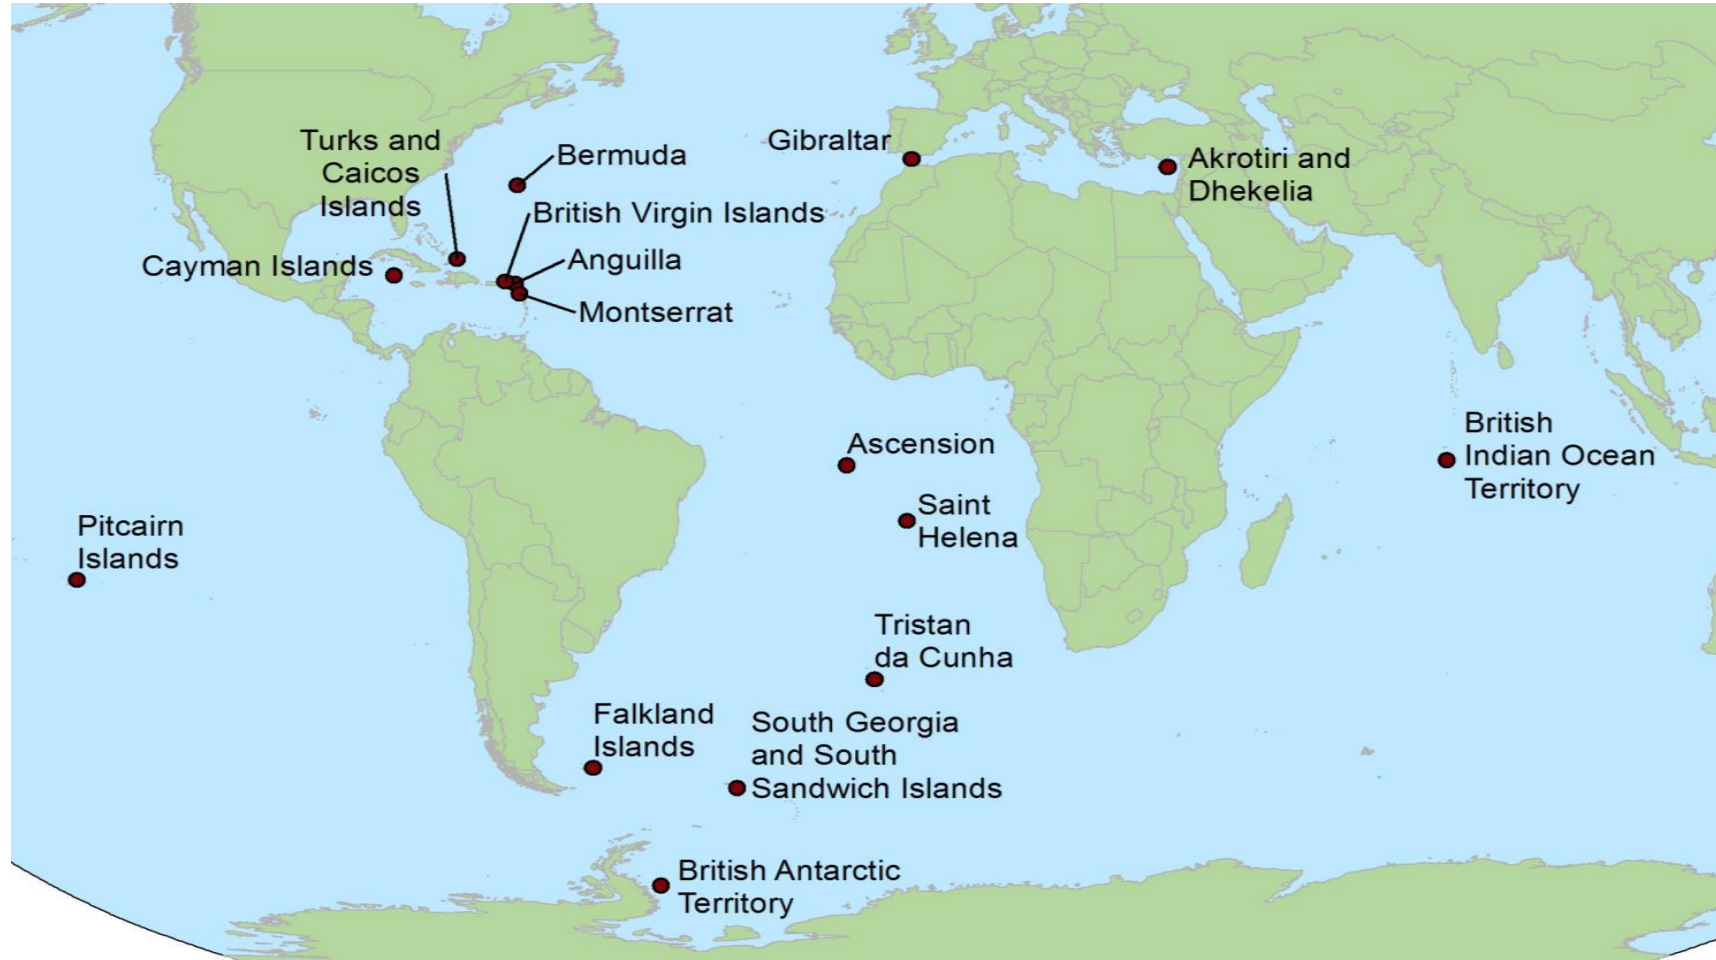 Turks and
Caicos
Islands
Bermuda
British Virgin Islands
Cayman Islands
Anguilla
Montserrat
Gibraltar
Akrotiri and
Dhekelia
Ascension
Saint
Helena
British
Indian Ocean
Territory
Pitcairn
Islands
Tristan
da Cunha
Falkland
Islands
South Georgia
and South
Sandwich Islands
British Antarctic
Territory